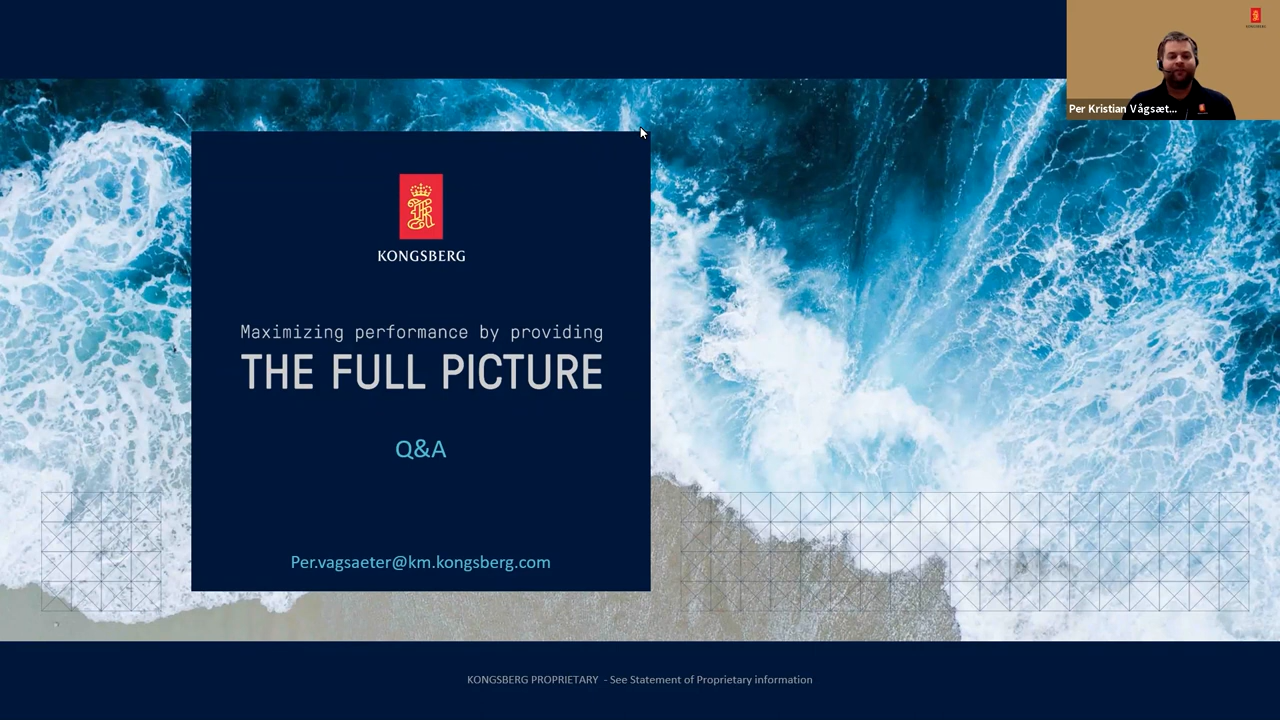 Per Kristian Vågsæt...
KONGSBERG
Maximizing performance by providing
THE FULL PICTURE
Q&A
Per.vagsaeter@km.kongsberg.com
KONGSBERG PROPRIETARY - See Statement of Proprietary information